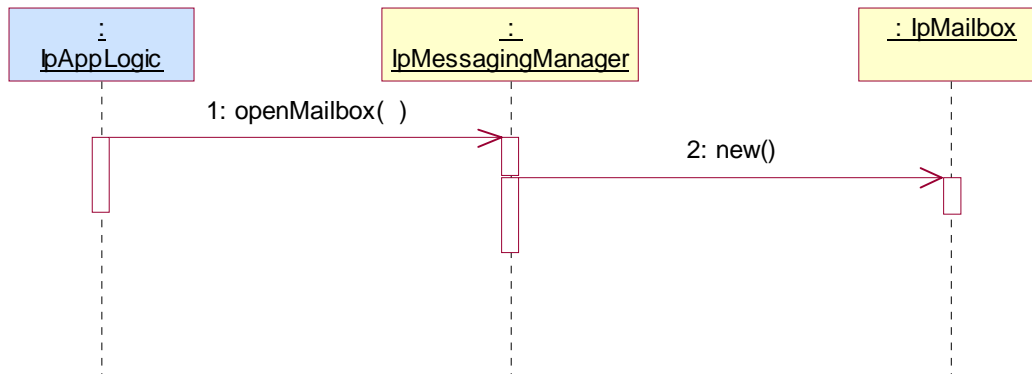 :
IpAppLogic
:
IpMessagingManager
: IpMailbox
1: openMailbox(  )
2: new()